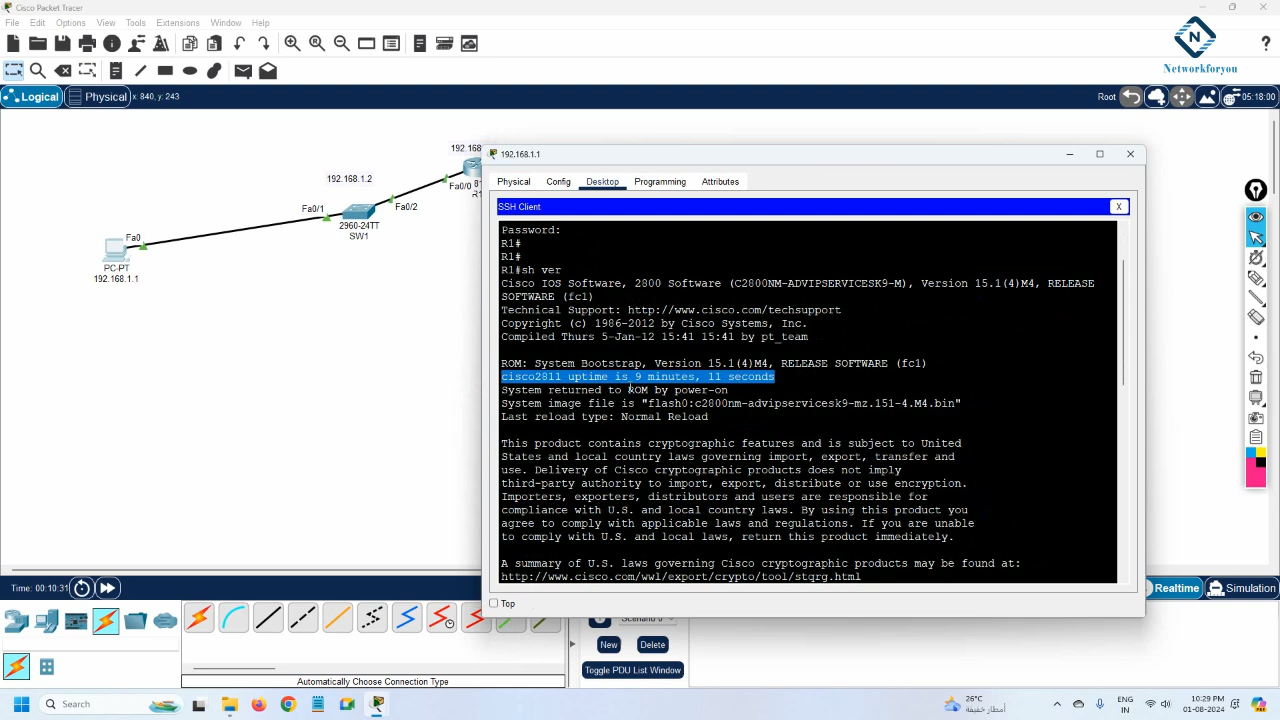 Cisco Packet Tracer
File Edit Options View Tools Extensions Window Help
N
Networkforyou
?
Logical Physical x: 840, y: 243 Root 05:18:00
192.168.1.1
192.168
192.168.1.2
Fa0/0
Fa0/1
Fa0/2
2960-24TT
SW1
Fa0
PC-PT
192.168.1.1
Physical Config Desktop Programming Attributes
SSH Client X
Password:
R1#
R1#
R1#sh ver
Cisco IOS Software, 2800 Software (C2800NM-ADVIPSERVICESK9-M), Version 15.1(4)M4, RELEASE
SOFTWARE (fc1)
Technical Support: http://www.cisco.com/techsupport
Copyright (c) 1986-2012 by Cisco Systems, Inc.
Compiled Thurs 5-Jan-12 15:41 15:41 by pt_team
ROM: System Bootstrap, Version 15.1(4)M4, RELEASE SOFTWARE (fc1)
cisco2811 uptime is 9 minutes, 11 seconds
System returned to ROM by power-on
System image file is "flash0:c2800nm-advipservicesk9-mz.151-4.M4.bin"
Last reload type: Normal Reload
This product contains cryptographic features and is subject to United
States and local country laws governing import, export, transfer and
use. Delivery of Cisco cryptographic products does not imply
third-party authority to import, export, distribute or use encryption.
Importers, exporters, distributors and users are responsible for
compliance with U.S. and local country laws. By using this product you
agree to comply with applicable laws and regulations. If you are unable
to comply with U.S. and local laws, return this product immediately.
A summary of U.S. laws governing Cisco cryptographic products may be found at:
http://www.cisco.com/wwl/export/crypto/tool/stqrg.html
Top
Time: 00:10:31 Realtime Simulation
New Delete
Toggle PDU List Window
Automatically Choose Connection Type
Search
26°C
أمطار خفيفة
ENG
IN
10:29 PM
01-08-2024